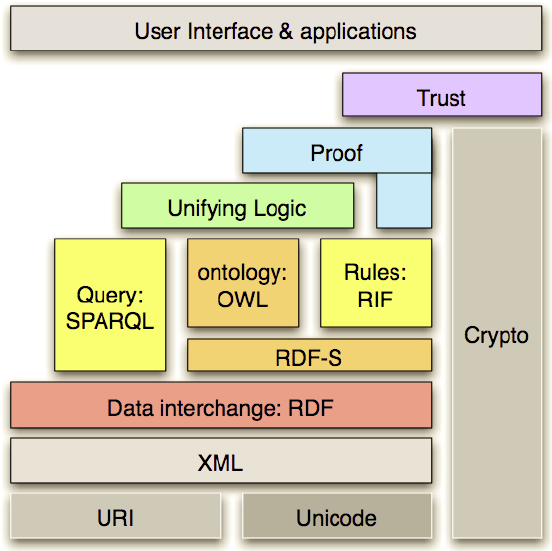 User Interface & applications
Trust
Proof
Unifying Logic
ontology:
OWL
Rules:
RIF
Query:
SPARQL
Crypto
RDF-S
Data interchange: RDF
XML
URI
Unicode